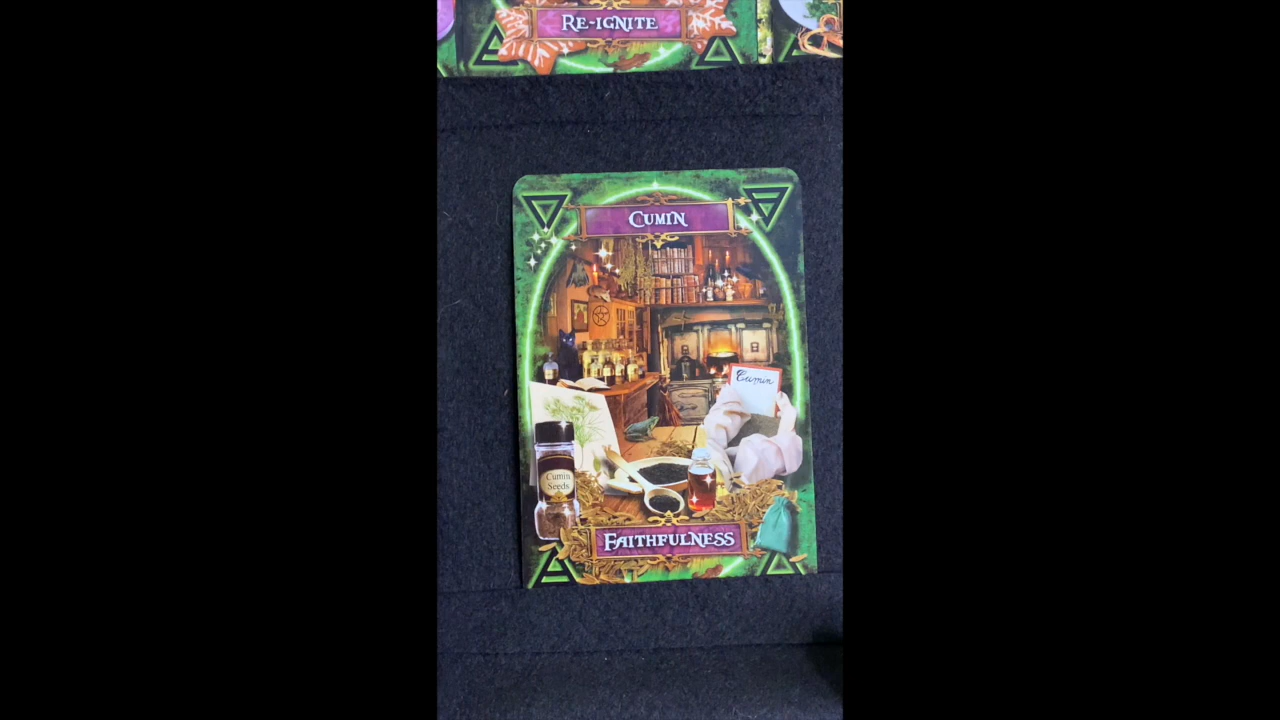 RE-IGNITE
CUMIN
Cumin
Cumin
Seeds
FAITHFULNESS